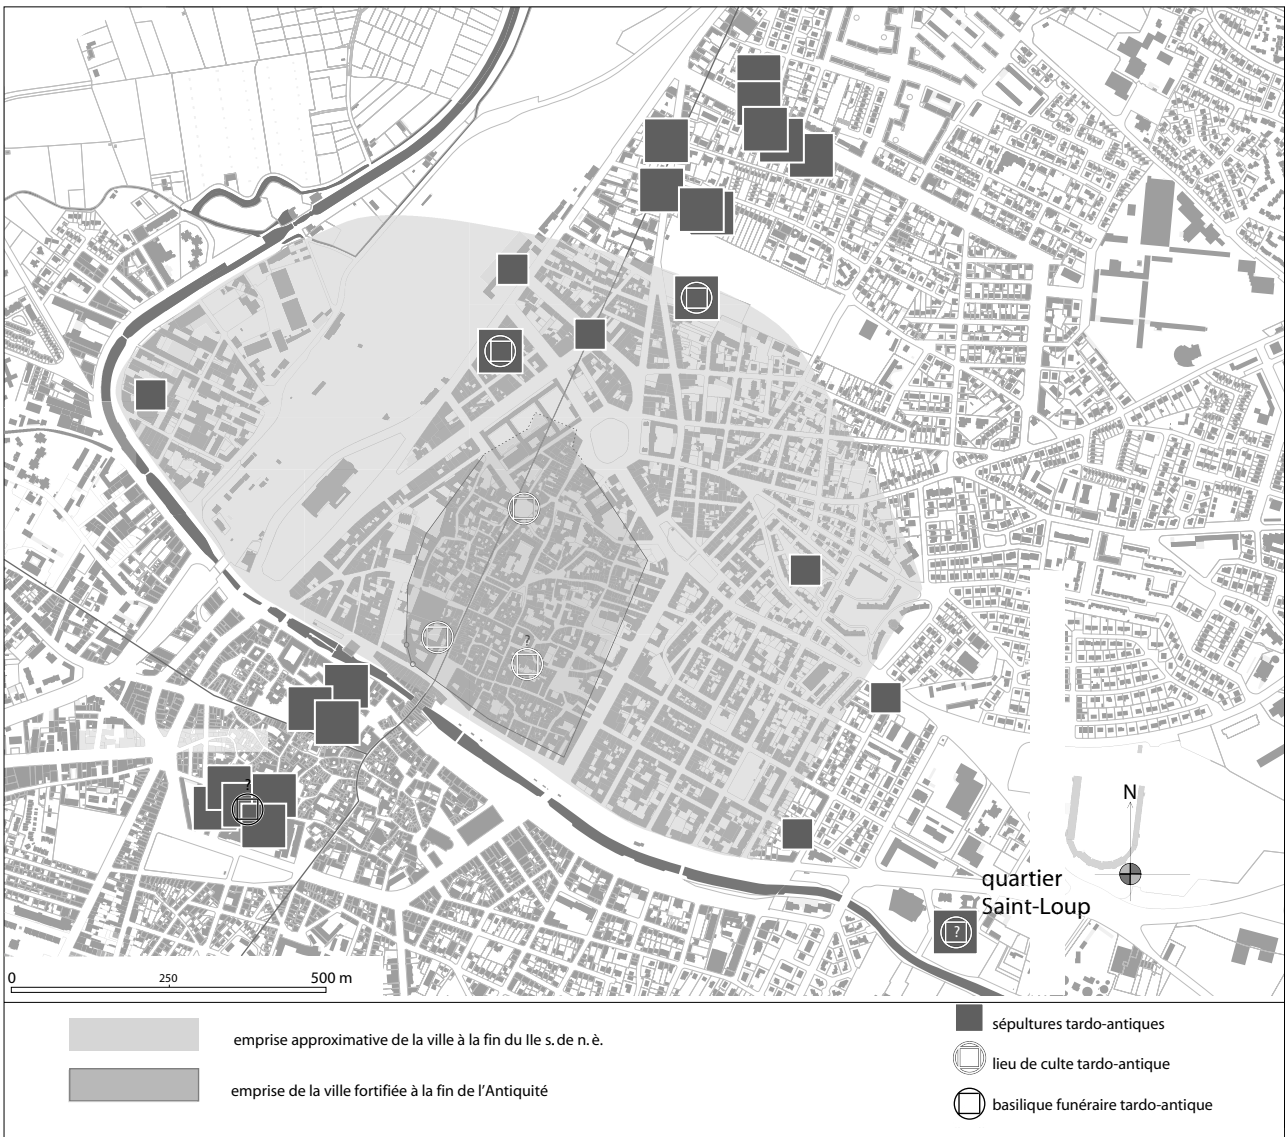 ?
?
N
quartier
Saint-Loup
?
0 250 500 m
emprise approximative de la ville à la fin du IIe s. de n. è.
emprise de la ville fortifiée à la fin de l'Antiquité
sépultures tardo-antiques
lieu de culte tardo-antique
basilique funéraire tardo-antique